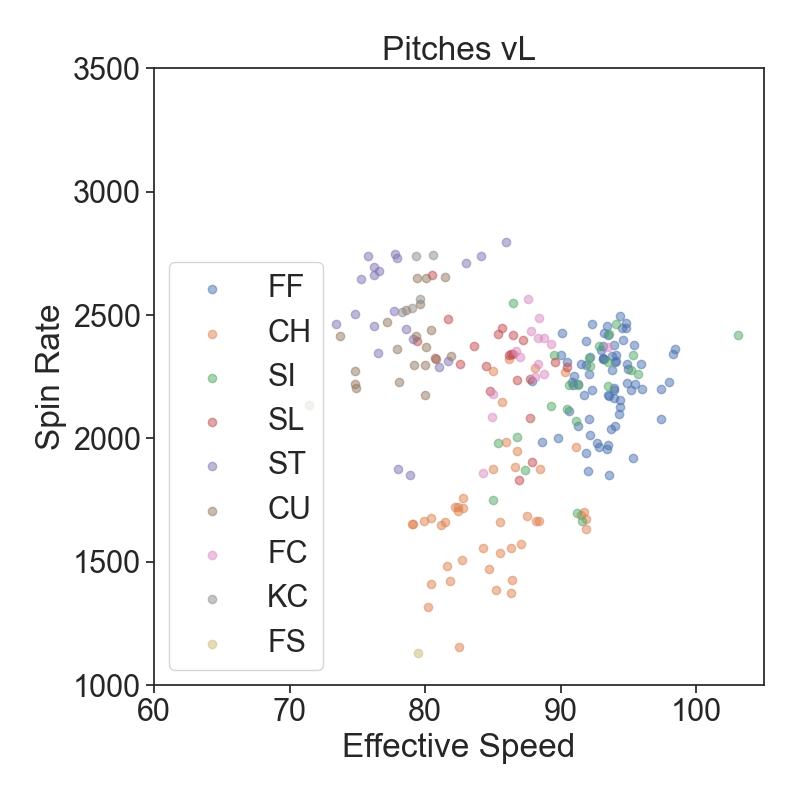 Pitches vL
3500
3000
2500
2000
1500
1000
Spin Rate
FF
CH
SI
SL
ST
CU
FC
KC
FS
60 70 80 90 100
Effective Speed